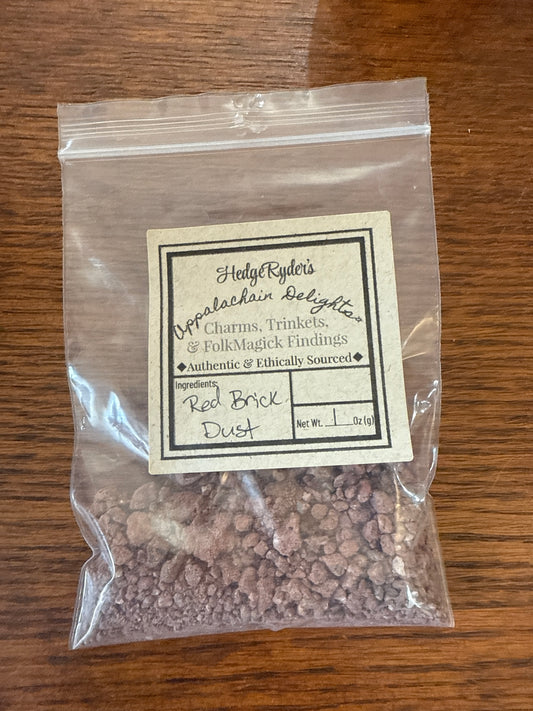 HedgeRyder's
Appalachain Delights
Charms, Trinkets,
& FolkMagick Findings
◆Authentic & Ethically Sourced◆
Ingredients:
Red Brick
Dust
Net Wt. 1 Oz (g)